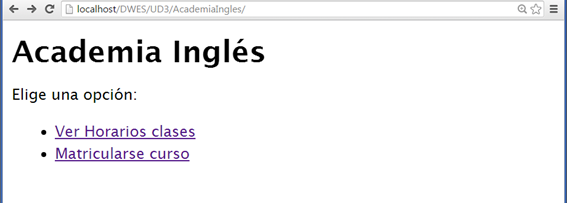 localhost/DWES/UD3/AcademiaIngles/
Academia Inglés
Elige una opción:
Ver Horarios clases
Matricularse curso